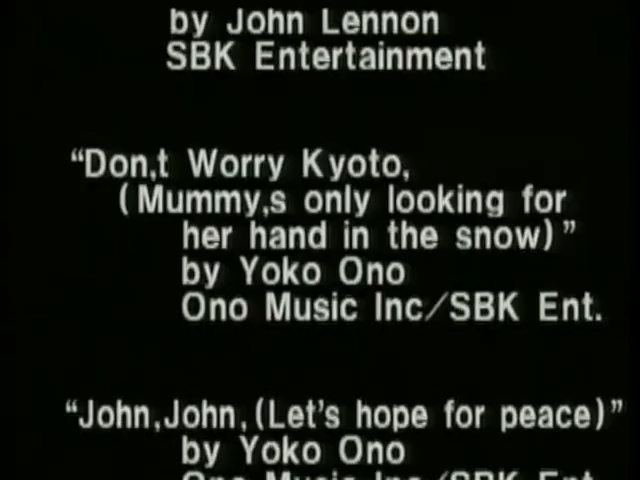 by John Lennon
SBK Entertainment
“Don,t Worry Kyoto,
(Mummy,s only looking for
her hand in the snow)”
by Yoko Ono
Ono Music Inc/SBK Ent.
“John,John,(Let's hope for peace)”
by Yoko Ono